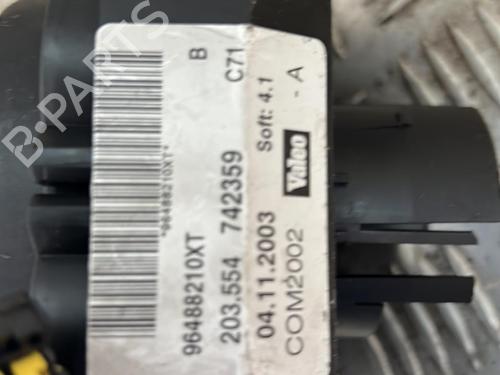 B C71
*96488210XT*
96488210XT
203.554 742359
04.11.2003 Soft: 4.1
COM2002 Valeo - A
B-PARTS